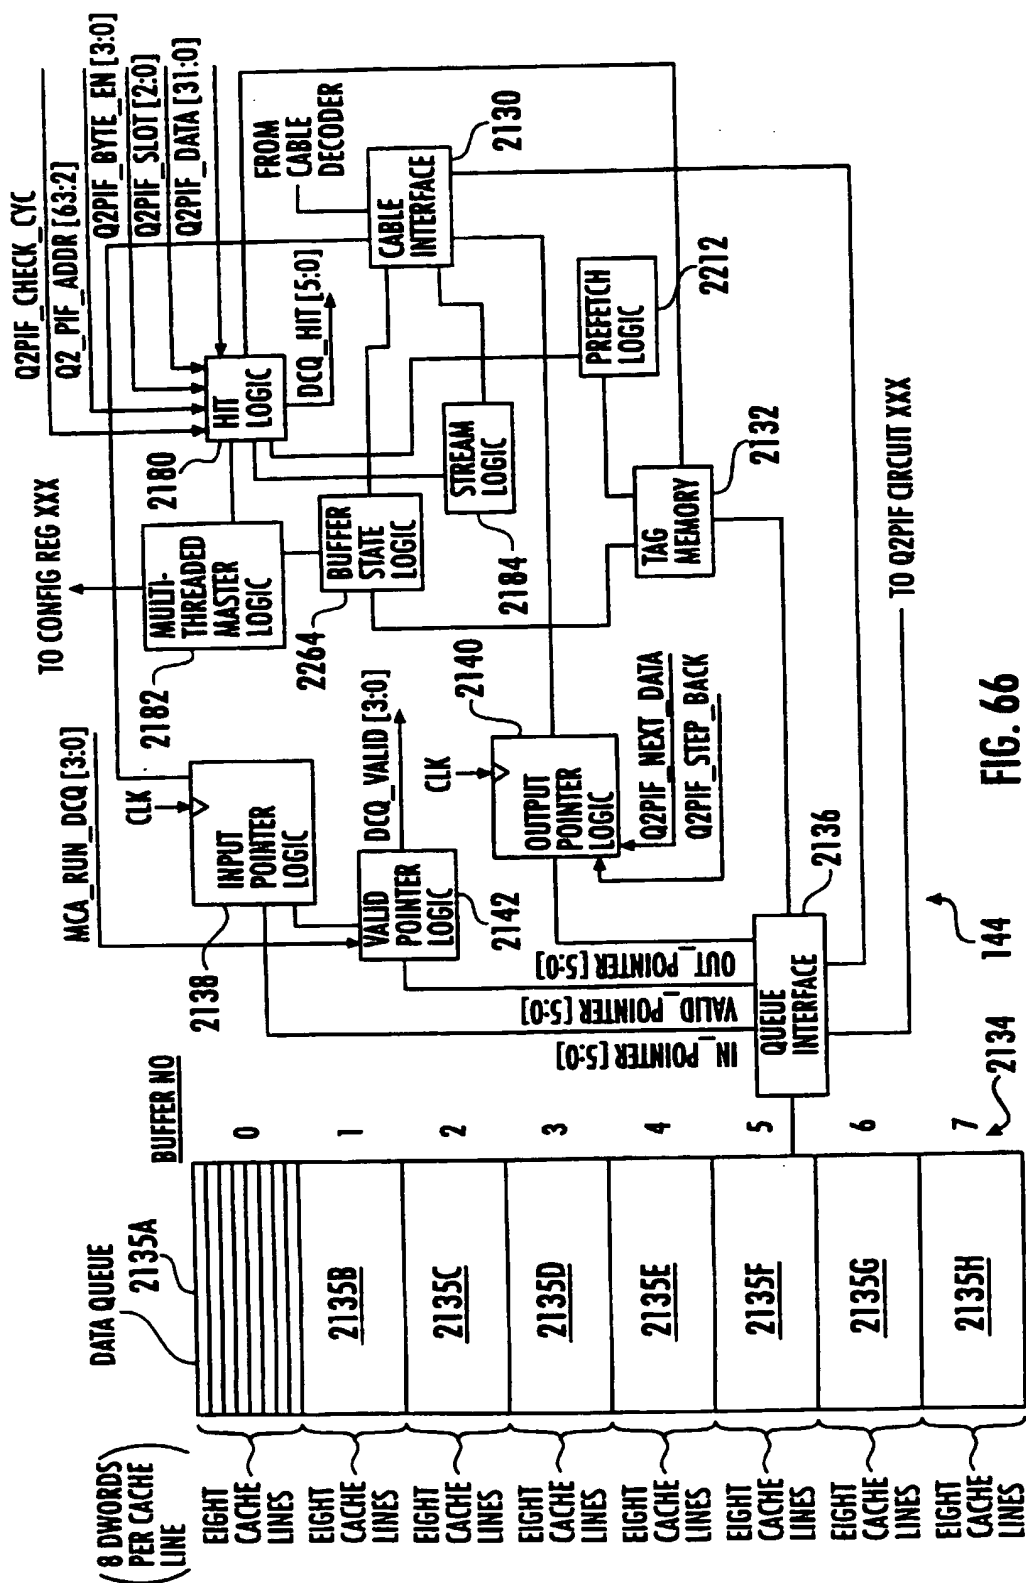 ( 8 DWORDS
PER CACHE
LINE )
DATA QUEUE
2135A
BUFFER NO
EIGHT
CACHE
LINES
0
EIGHT
CACHE
LINES
2135B
1
EIGHT
CACHE
LINES
2135C
2
EIGHT
CACHE
LINES
2135D
3
EIGHT
CACHE
LINES
2135E
4
EIGHT
CACHE
LINES
2135F
5
EIGHT
CACHE
LINES
2135G
6
EIGHT
CACHE
LINES
2135H
7
2134
MCA_RUN_DCQ [3:0]
CLK
INPUT
POINTER
LOGIC
2138
VALID
POINTER
LOGIC
2142
DCQ_VALID [3:0]
CLK
OUTPUT
POINTER
LOGIC
2140
Q2PIF_NEXT_DATA
Q2PIF_STEP_BACK
IN_POINTER [5:0]
VALID_POINTER [5:0]
OUT_POINTER [5:0]
QUEUE
INTERFACE
2136
144
TO CONFIG REG XXX
MULTI-
THREADED
MASTER
LOGIC
2182
2180
HIT
LOGIC
Q2PIF_CHECK_CYC
Q2_PIF_ADDR [63:2]
Q2PIF_BYTE_EN [3:0]
Q2PIF_SLOT [2:0]
Q2PIF_DATA [31:0]
DCQ_HIT [5:0]
BUFFER
STATE
LOGIC
2264
STREAM
LOGIC
2184
FROM
CABLE
DECODER
CABLE
INTERFACE
2130
PREFETCH
LOGIC
2212
TAG
MEMORY
2132
TO Q2PIF CIRCUIT XXX
FIG. 66